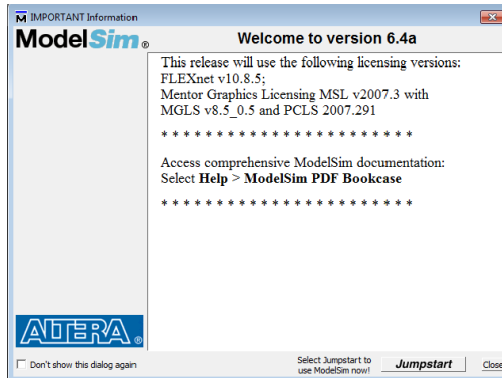 IMPORTANT Information
ModelSim ®
Welcome to version 6.4a
This release will use the following licensing versions:
FLEXnet v10.8.5;
Mentor Graphics Licensing MSL v2007.3 with
MGLS v8.5_0.5 and PCLS 2007.291
* * * * * * * * * * * * * * * * * * * * * * *
Access comprehensive ModelSim documentation:
Select Help > ModelSim PDF Bookcase
* * * * * * * * * * * * * * * * * * * * * * *
ALTERA ®
Don't show this dialog again
Select Jumpstart to
use ModelSim now!
Jumpstart
Close